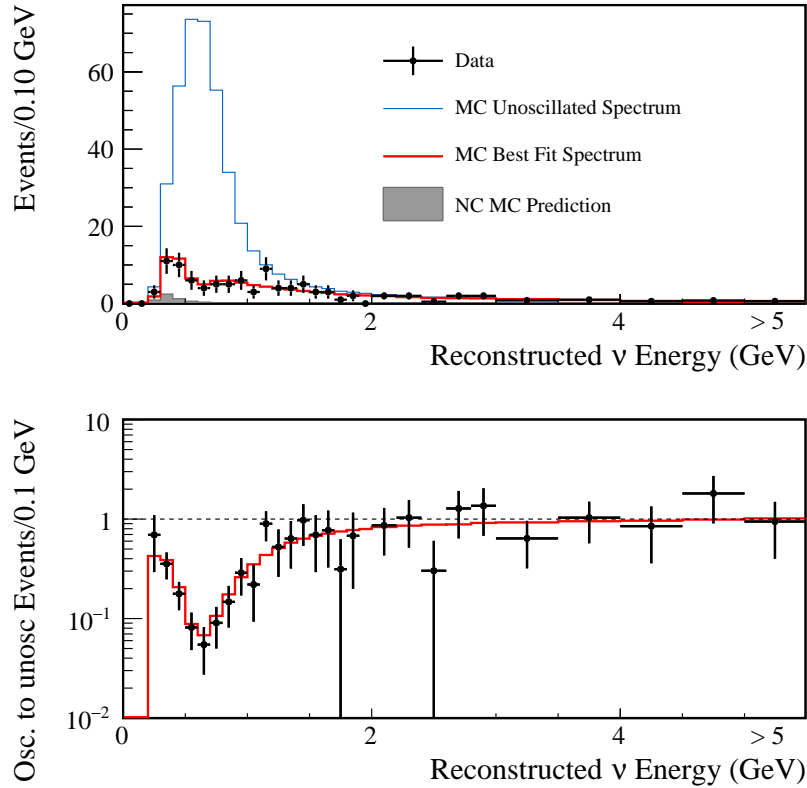 Events/0.10 GeV
60
40
20
0
Data
MC Unoscillated Spectrum
MC Best Fit Spectrum
NC MC Prediction
0 2 4 > 5
Reconstructed ν Energy (GeV)
Osc. to unosc Events/0.1 GeV
10
1
10⁻¹
10⁻²
0 2 4 > 5
Reconstructed ν Energy (GeV)